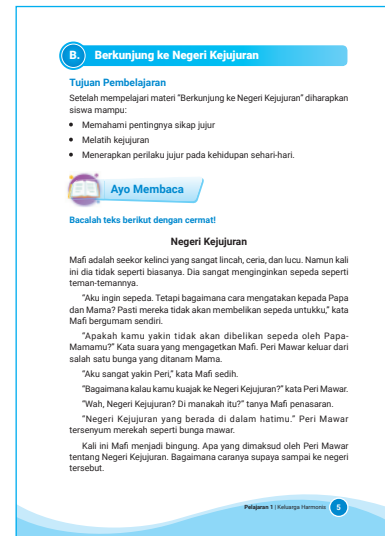 B. Berkunjung ke Negeri Kejujuran
Tujuan Pembelajaran
Setelah mempelajari materi “Berkunjung ke Negeri Kejujuran” diharapkan
siswa mampu:
• Memahami pentingnya sikap jujur
• Melatih kejujuran
• Menerapkan perilaku jujur pada kehidupan sehari-hari.
Ayo Membaca
Bacalah teks berikut dengan cermat!
Negeri Kejujuran
Mafi adalah seekor kelinci yang sangat lincah, ceria, dan lucu. Namun kali
ini dia tidak seperti biasanya. Dia sangat menginginkan sepeda seperti
teman-temannya.
“Aku ingin sepeda. Tetapi bagaimana cara mengatakan kepada Papa
dan Mama? Pasti mereka tidak akan membelikan sepeda untukku,” kata
Mafi bergumam sendiri.
“Apakah kamu yakin tidak akan dibelikan sepeda oleh Papa-
Mamamu?” Kata suara yang mengagetkan Mafi. Peri Mawar keluar dari
salah satu bunga yang ditanam Mama.
“Aku sangat yakin Peri,” kata Mafi sedih.
“Bagaimana kalau kamu kuajak ke Negeri Kejujuran?” kata Peri Mawar.
“Wah, Negeri Kejujuran? Di manakah itu?” tanya Mafi penasaran.
“Negeri Kejujuran yang berada di dalam hatimu.” Peri Mawar
tersenyum merekah seperti bunga mawar.
Kali ini Mafi menjadi bingung. Apa yang dimaksud oleh Peri Mawar
tentang Negeri Kejujuran. Bagaimana caranya supaya sampai ke negeri
tersebut.
Pelajaran 1 | Keluarga Harmonis 5